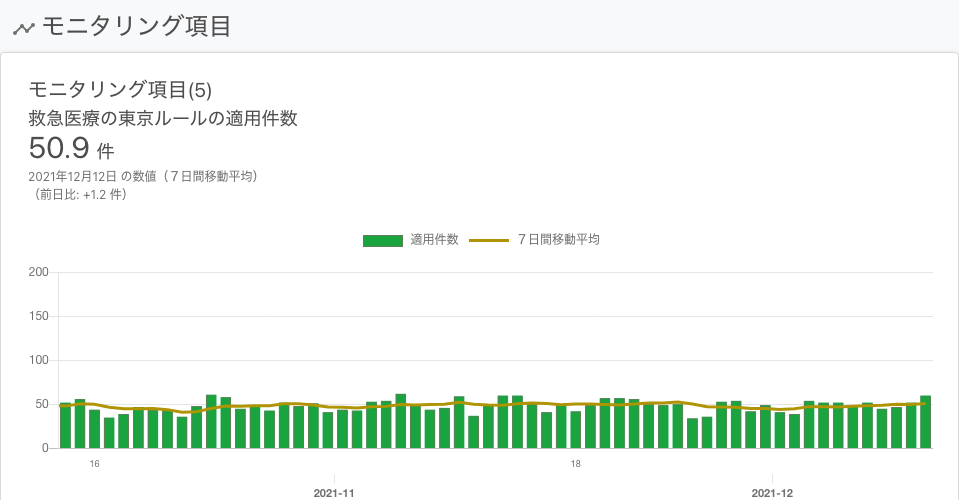 モニタリング項目
モニタリング項目(5)
救急医療の東京ルールの適用件数
50.9 件
2021年12月12日 の数値（７日間移動平均）
（前日比: +1.2 件）
適用件数 ７日間移動平均
200
150
100
50
0
16 18
2021-11 2021-12